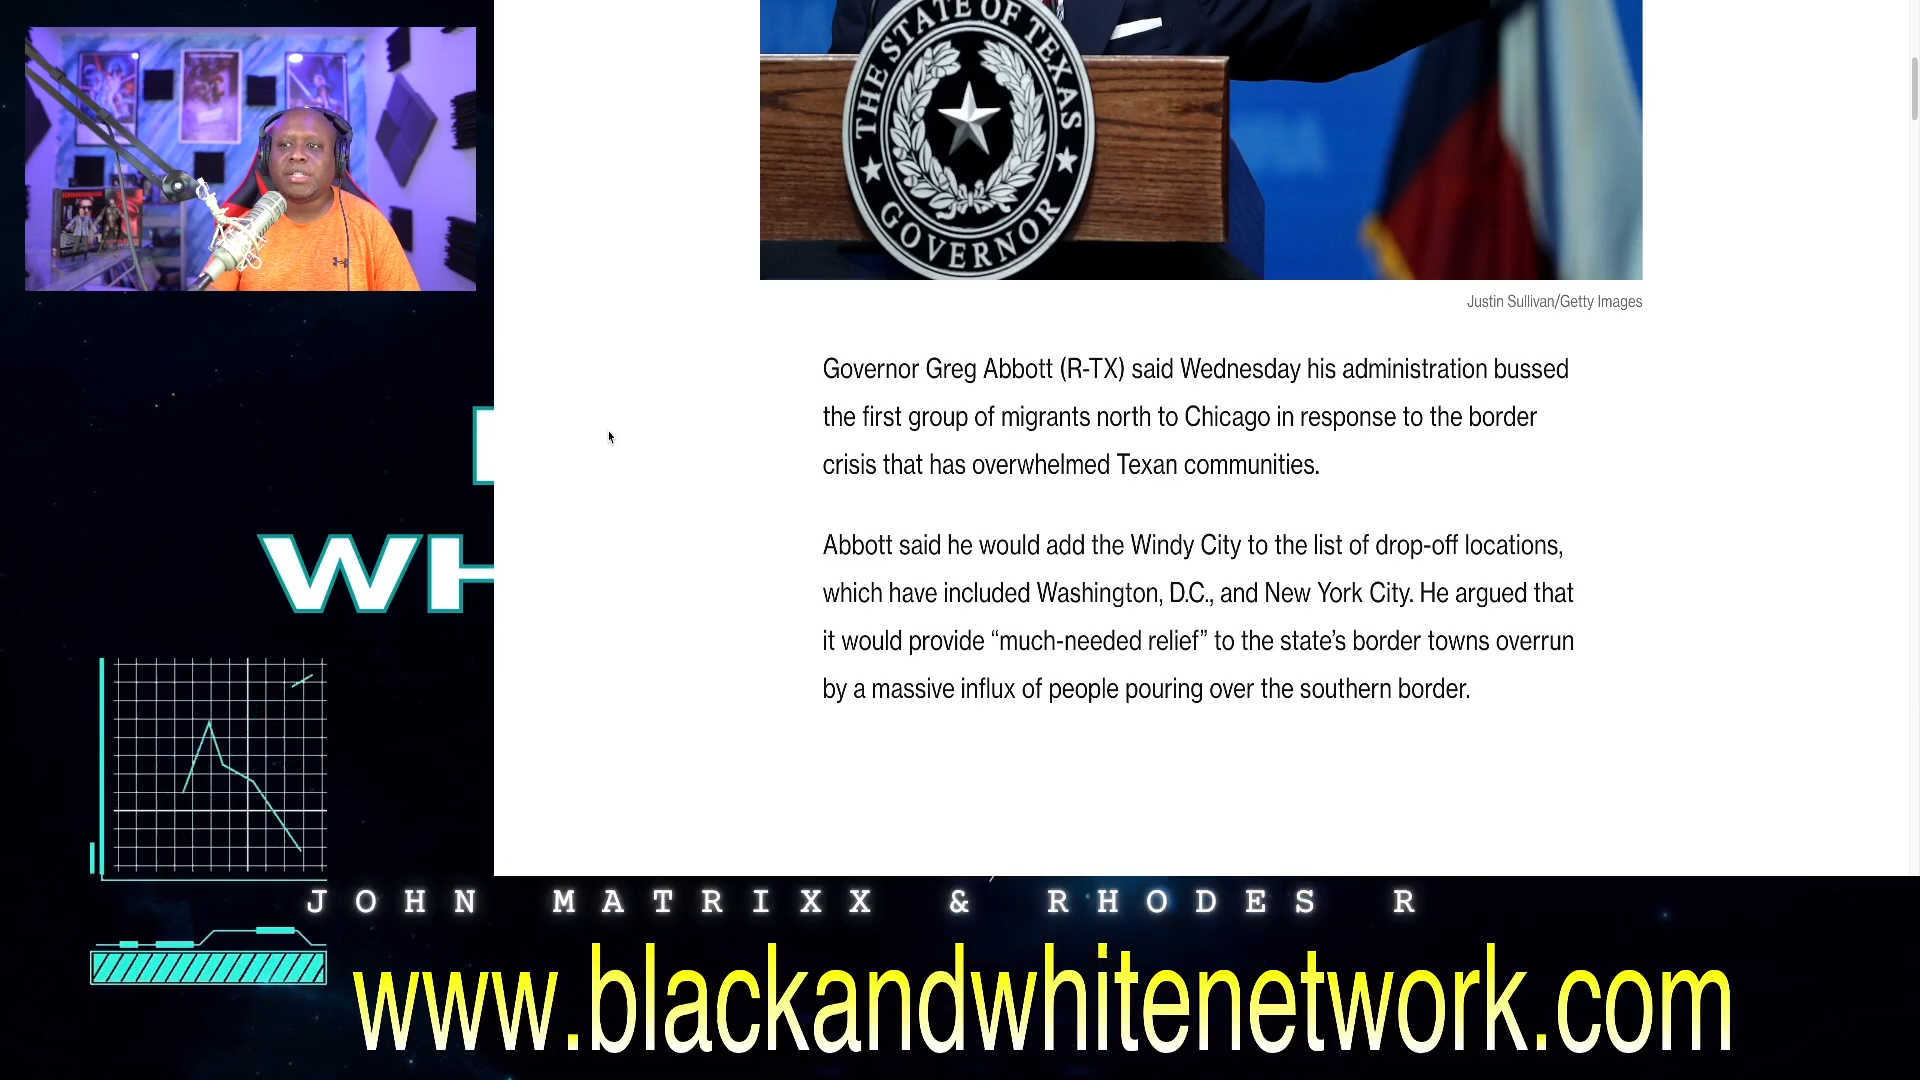 THE STATE OF TEXAS
GOVERNOR
Justin Sullivan/Getty Images
Governor Greg Abbott (R-TX) said Wednesday his administration bussed
the first group of migrants north to Chicago in response to the border
crisis that has overwhelmed Texan communities.
Abbott said he would add the Windy City to the list of drop-off locations,
which have included Washington, D.C., and New York City. He argued that
it would provide “much-needed relief” to the state’s border towns overrun
by a massive influx of people pouring over the southern border.
WH
JOHN MATRIXX & RHODES R
www.blackandwhitenetwork.com